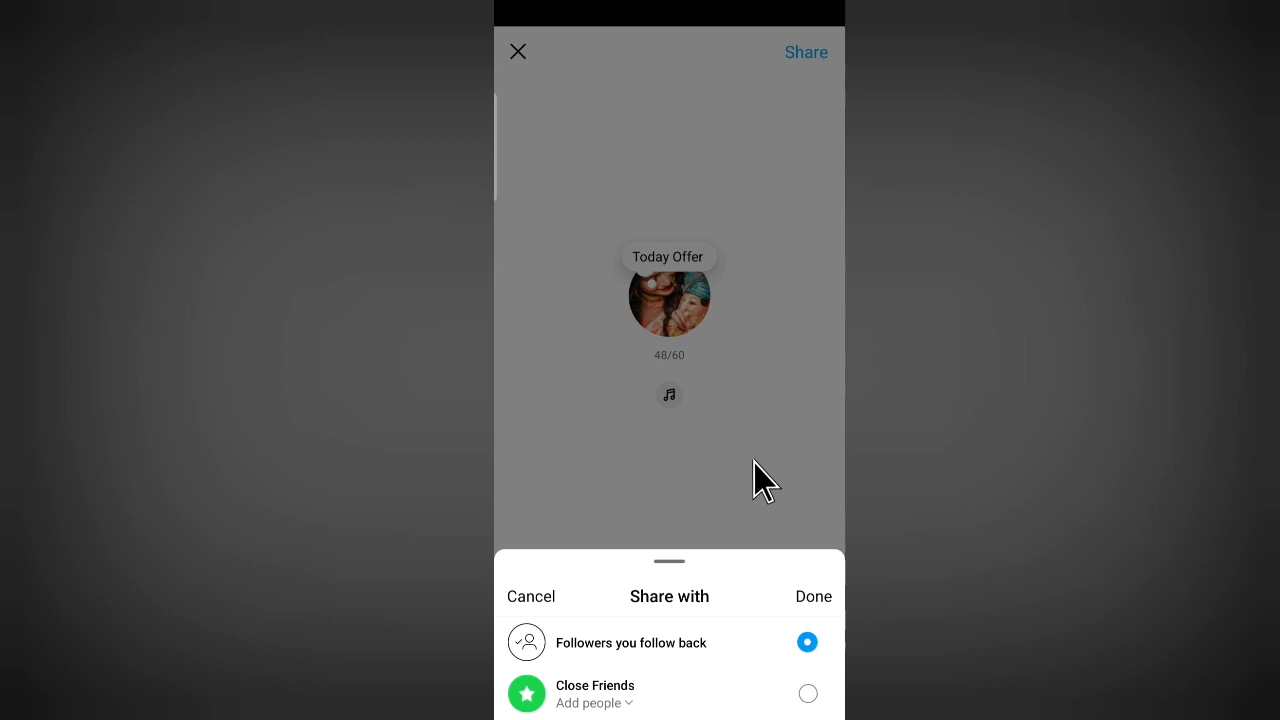 Share
Today Offer
48/60
Cancel
Share with
Done
Followers you follow back
Close Friends
Add people